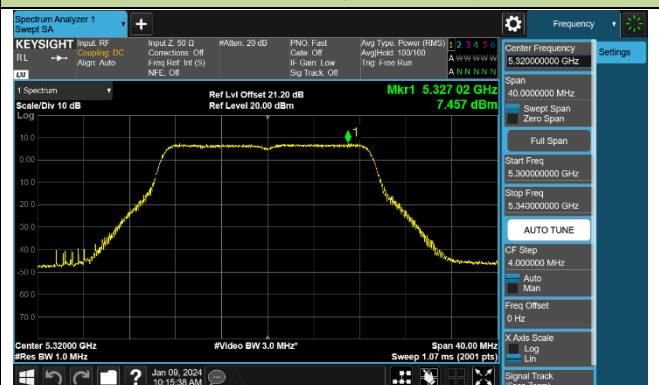 Spectrum Analyzer 1
Swept SA
+
Frequency
KEYSIGHT
RL
LXI
Input: RF
Coupling: DC
Align: Auto
Input Z: 50 Ω
Corrections: Off
Freq Ref: Int (S)
NFE: Off
#Atten: 20 dB
PNO: Fast
Gate: Off
IF Gain: Low
Sig Track: Off
Avg Type: Power (RMS)
Avg|Hold: 100/100
Trig: Free Run
1 2 3 4 5 6
A W W W W W
A N N N N N
1 Spectrum
Scale/Div 10 dB
Log
Ref Lvl Offset 21.20 dB
Ref Level 20.00 dBm
Mkr1 5.327 02 GHz
7.457 dBm
1
10.0
0.00
-10.0
-20.0
-30.0
-40.0
-50.0
-60.0
-70.0
Center 5.32000 GHz
#Res BW 1.0 MHz
#Video BW 3.0 MHz*
Span 40.00 MHz
Sweep 1.07 ms (2001 pts)
Center Frequency
5.320000000 GHz
Settings
Span
40.0000000 MHz
Swept Span
Zero Span
Full Span
Start Freq
5.300000000 GHz
Stop Freq
5.340000000 GHz
AUTO TUNE
CF Step
4.000000 MHz
Auto
Man
Freq Offset
0 Hz
X Axis Scale
Log
Lin
Signal Track
(Span Zoom)
?
Jan 09, 2024
10:15:38 AM